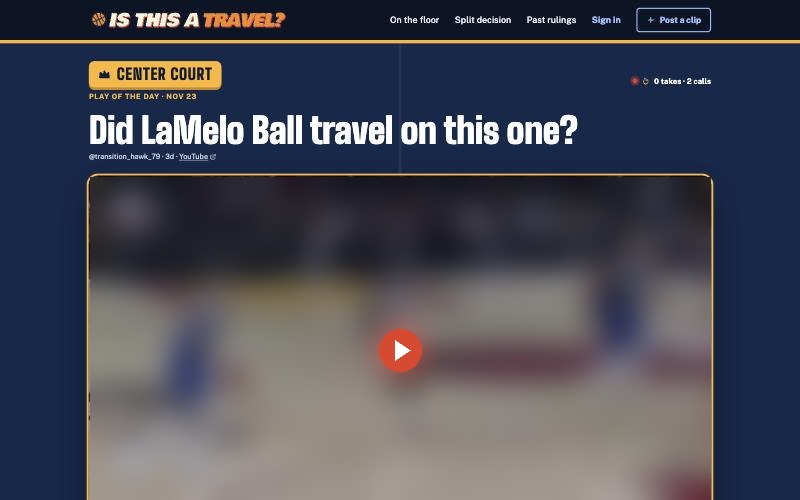 IS THIS A TRAVEL?
On the floor
Split decision
Past rulings
Sign in
+ Post a clip
CENTER COURT
PLAY OF THE DAY · NOV 23
0 takes · 2 calls
Did LaMelo Ball travel on this one?
@transition_hawk_79 · 3d · YouTube